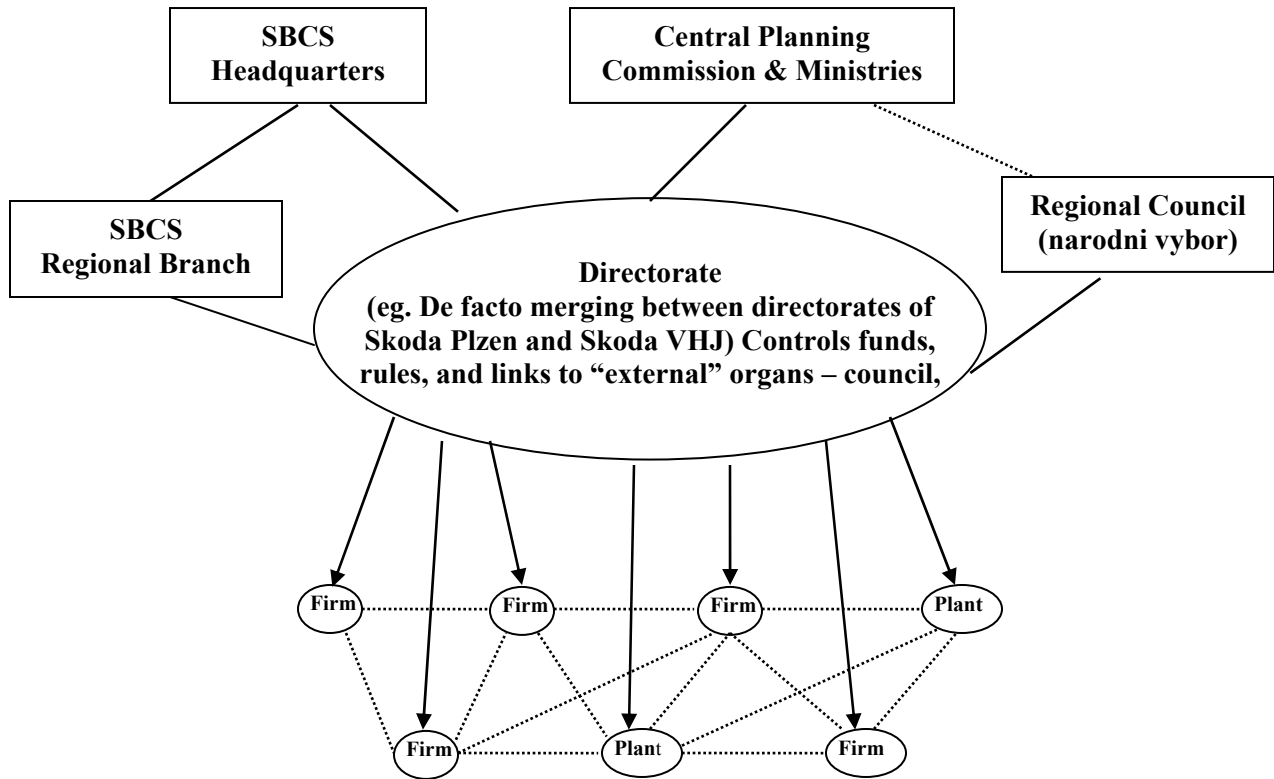 SBCS
Headquarters
Central Planning
Commission & Ministries
SBCS
Regional Branch
Regional Council
(narodni vybor)
Directorate
(eg. De facto merging between directorates of
Skoda Plzen and Skoda VHJ) Controls funds,
rules, and links to “external” organs – council,
Firm
Firm
Firm
Plant
Firm
Plant
Firm